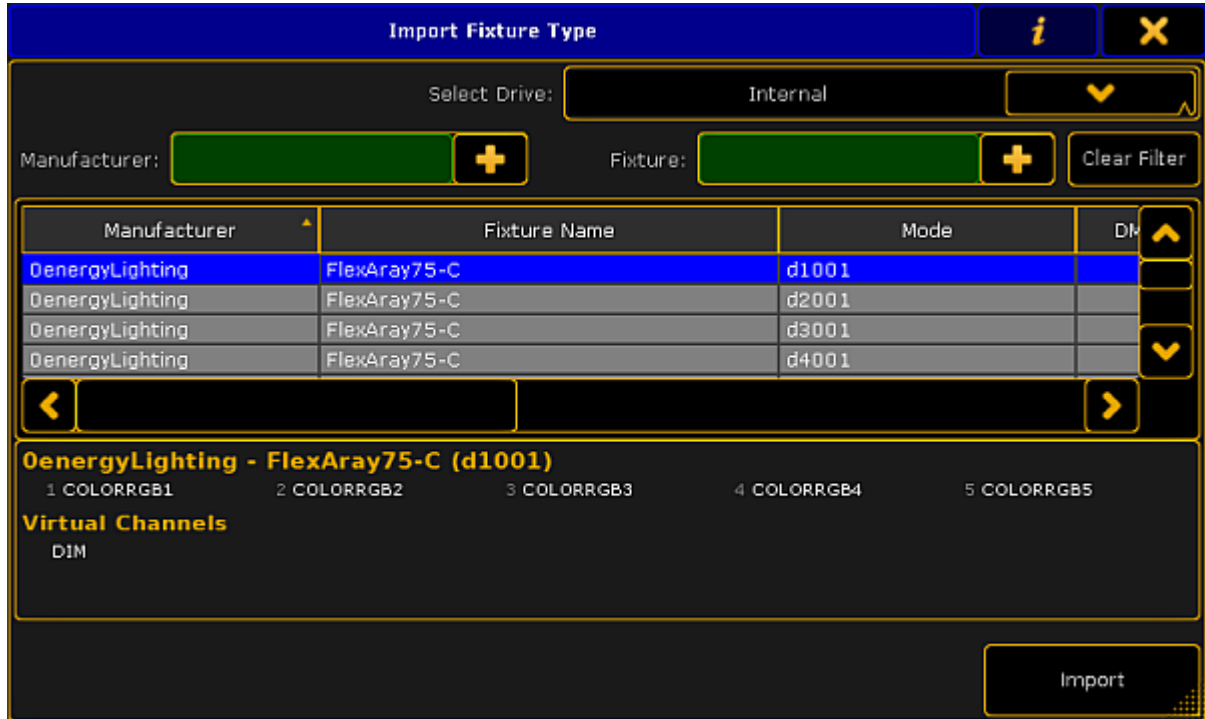 Import Fixture Type i
Select Drive: Internal
Manufacturer: Fixture: Clear Filter
Manufacturer Fixture Name Mode DM
0energyLighting FlexAray75-C d1001
0energyLighting FlexAray75-C d2001
0energyLighting FlexAray75-C d3001
0energyLighting FlexAray75-C d4001
0energyLighting - FlexAray75-C (d1001)
1 COLORRGB1 2 COLORRGB2 3 COLORRGB3 4 COLORRGB4 5 COLORRGB5
Virtual Channels
DIM
Import